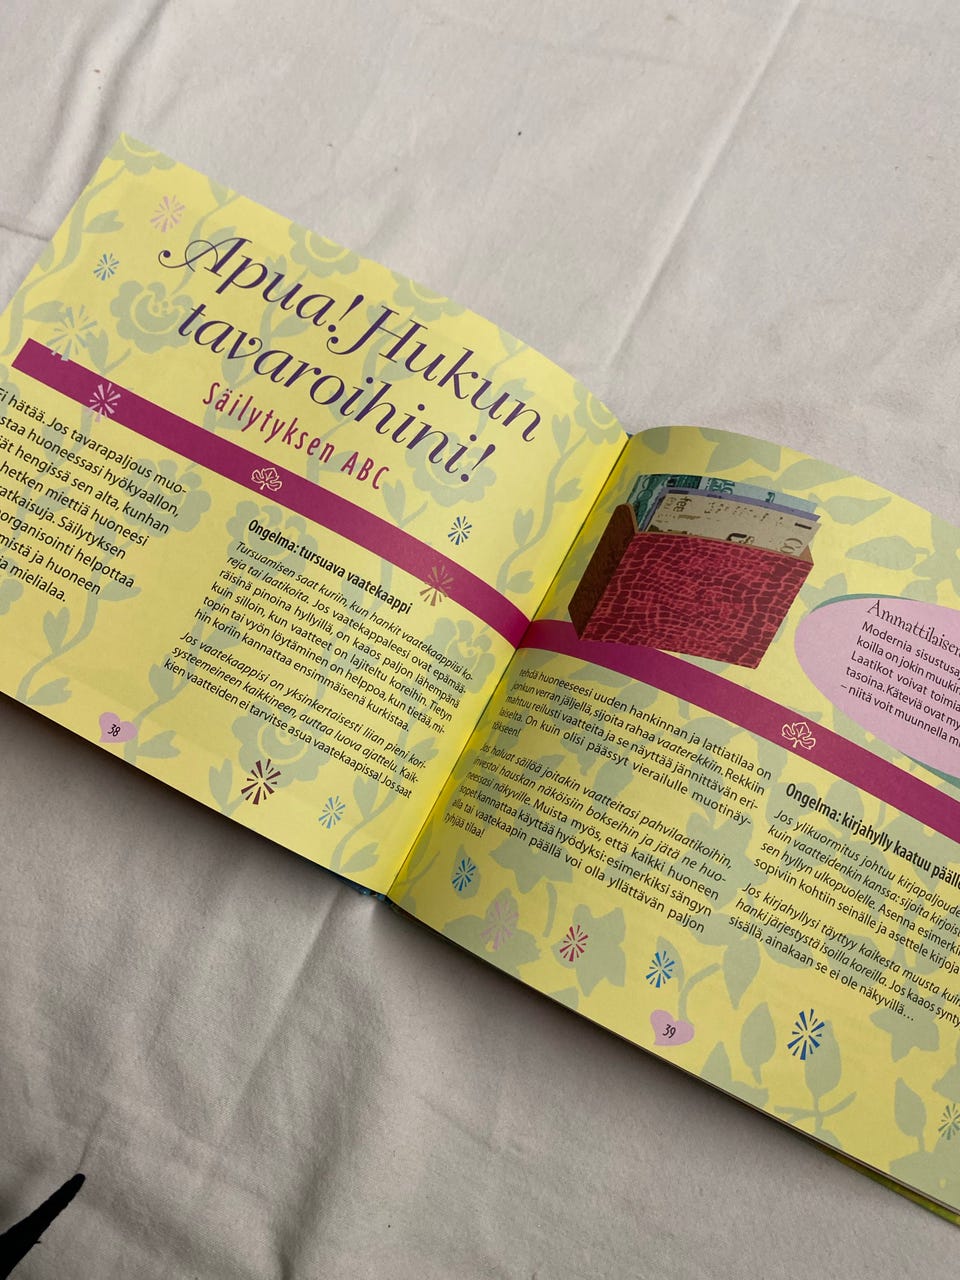 Apua! Hukun
tavaroihini!
Säilytyksen ABC
Ei hätää. Jos tavarapaljous muo-
staa huoneessasi hyökyaallon,
hengissä sen alta, kunhan
hetken miettiä huoneesi
Säilytyksen
organisointi helpottaa
ja huoneen
ja mielialaa.
Ongelma: tursuava vaatekaappi
Tursuamisen saat kuriin, kun hankit vaatekaappiisi ko-
reja tai laatikoita. Jos vaatekappaleesi ovat epämää-
räisinä pinoina hyllyillä, on kaaos paljon lähempänä
kuin silloin, kun vaatteet on lajiteltu koreihin. Tietyn
topin tai vyön löytäminen on helppoa, kun tietää mi-
hin koriin kannattaa ensimmäisenä kurkistaa.
Jos vaatekaappisi on yksinkertaisesti liian pieni kori-
systeemeineen kaikkineen, auttaa luova ajattelu. Kaik-
kien vaatteiden ei tarvitse asua vaatekaapissa! Jos saat
38
tehdä huoneeseesi uuden hankinnan ja lattiatilaa on
jonkun verran jäljellä, sijoita rahaa vaaterekkiin. Rekkiin
mahtuu reilusti vaatteita ja se näyttää jännittävän eri-
laiselta. On kuin olisi päässyt vierailulle muotinäy-
tökseen!
Jos haluat säilöä joitakin vaatteitasi pahvilaatikoihin,
investoi hauskan näköisiin bokseihin ja jätä ne huo-
neessasi näkyville. Muista myös, että kaikki huoneen
sopet kannattaa käyttää hyödyksi: esimerkiksi sängyn
alla tai vaatekaapin päällä voi olla yllättävän paljon
tyhjää tilaa!
Ammattilaisen
Modernia sisustusa
koilla on jokin muukin
Laatikot voivat toimia
tasoina. Käteviä ovat my
– niitä voit muunnella m
Ongelma: kirjahylly kaatuu päälle
Jos ylikuormitus johtuu kirjapaljoude
kuin vaatteidenkin kanssa: sijoita kirjois
sen hyllyn ulkopuolelle. Asenna esimerki
sopiviin kohtiin seinälle ja asettele kirjoja
Jos kirjahyllysi täyttyy kaikesta muusta kuin
hanki järjestystä isoilla koreilla. Jos kaaos synty
sisällä, ainakaan se ei ole näkyvillä...
39